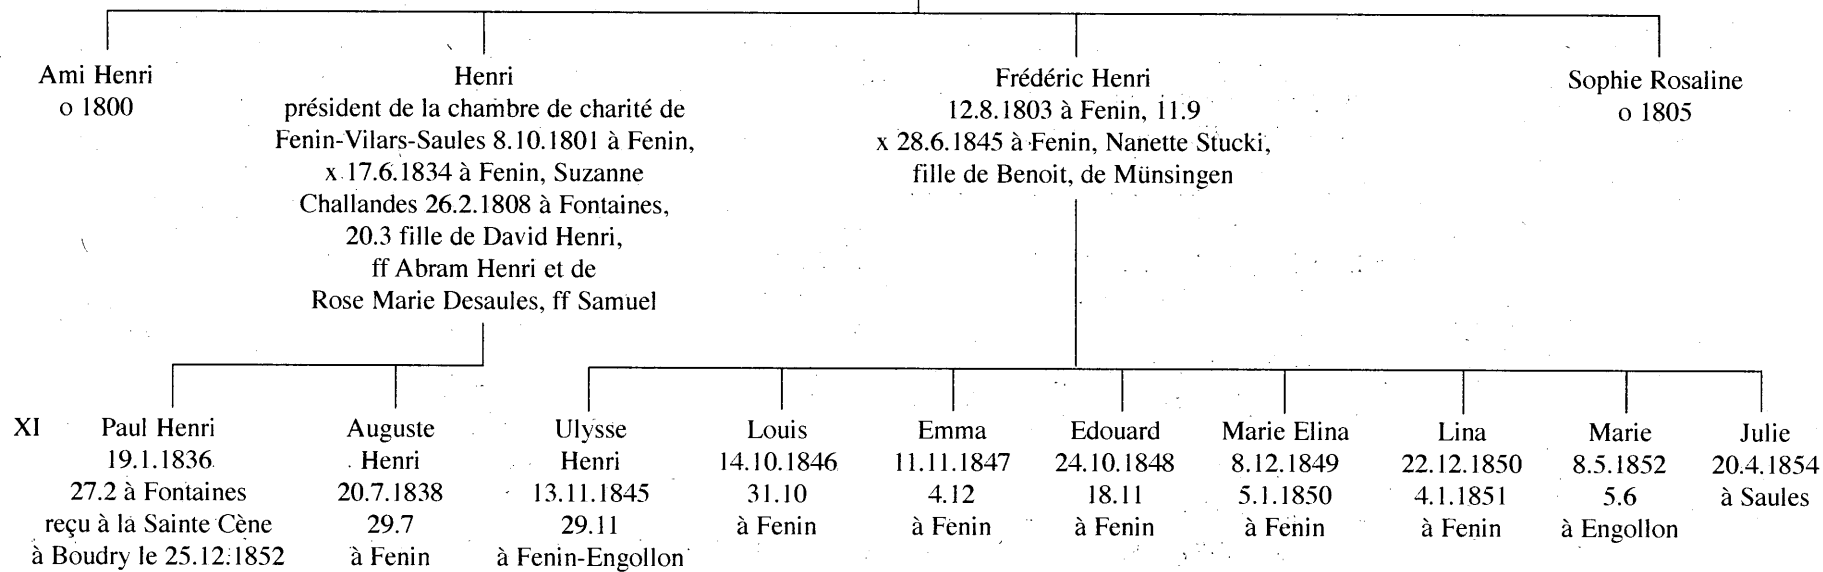 Ami Henri
o 1800
Henri
président de la chambre de charité de
Fenin-Vilars-Saules 8.10.1801 à Fenin,
x 17.6.1834 à Fenin, Suzanne
Challandes 26.2.1808 à Fontaines,
20.3 fille de David Henri,
ff Abram Henri et de
Rose Marie Desaules, ff Samuel
Frédéric Henri
12.8.1803 à Fenin, 11.9
x 28.6.1845 à Fenin, Nanette Stucki,
fille de Benoit, de Münsingen
Sophie Rosaline
o 1805
XI
Paul Henri
19.1.1836
27.2 à Fontaines
reçu à la Sainte Cène
à Boudry le 25.12.1852
Auguste
Henri
20.7.1838
29.7
à Fenin
Ulysse
Henri
13.11.1845
29.11
à Fenin-Engollon
Louis
14.10.1846
31.10
à Fenin
Emma
11.11.1847
4.12
à Fenin
Edouard
24.10.1848
18.11
à Fenin
Marie Elina
8.12.1849
5.1.1850
à Fenin
Lina
22.12.1850
4.1.1851
à Fenin
Marie
8.5.1852
5.6
à Engollon
Julie
20.4.1854
à Saules